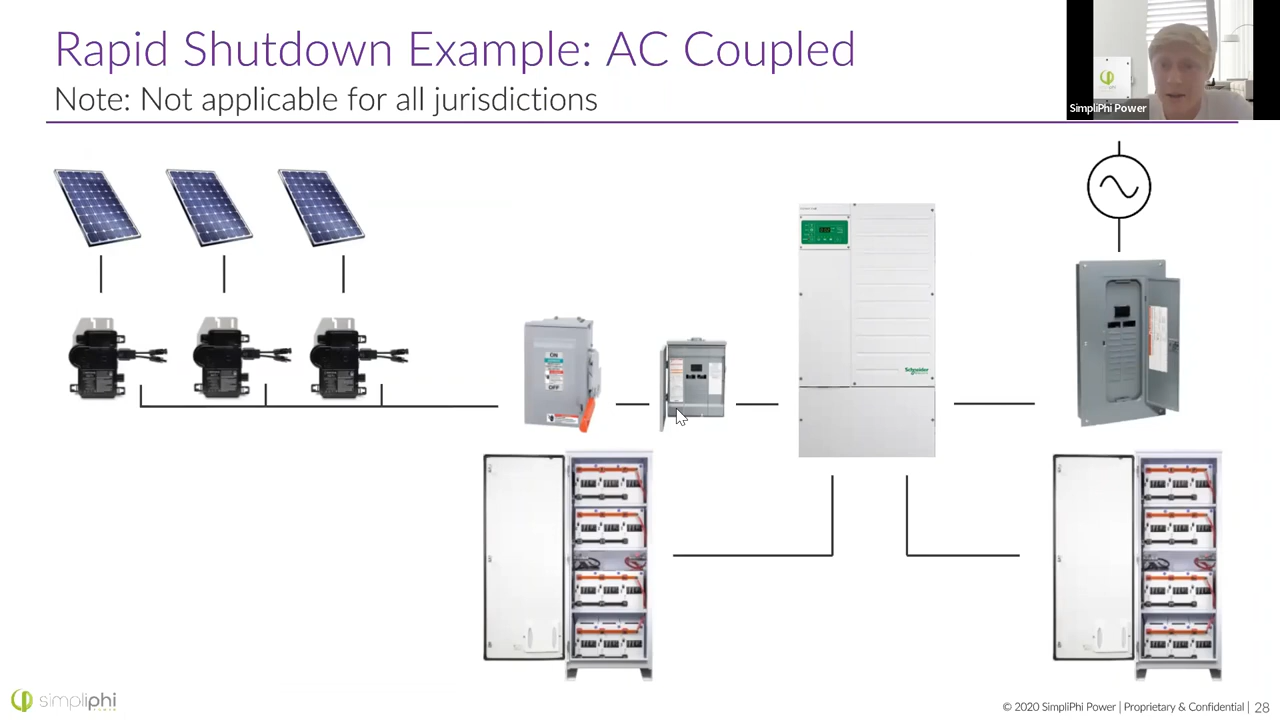 Rapid Shutdown Example: AC Coupled
Note: Not applicable for all jurisdictions
SimpliPhi Power
ON
OFF
Schneider
simpliphi
POWER
© 2020 SimpliPhi Power | Proprietary & Confidential | 28